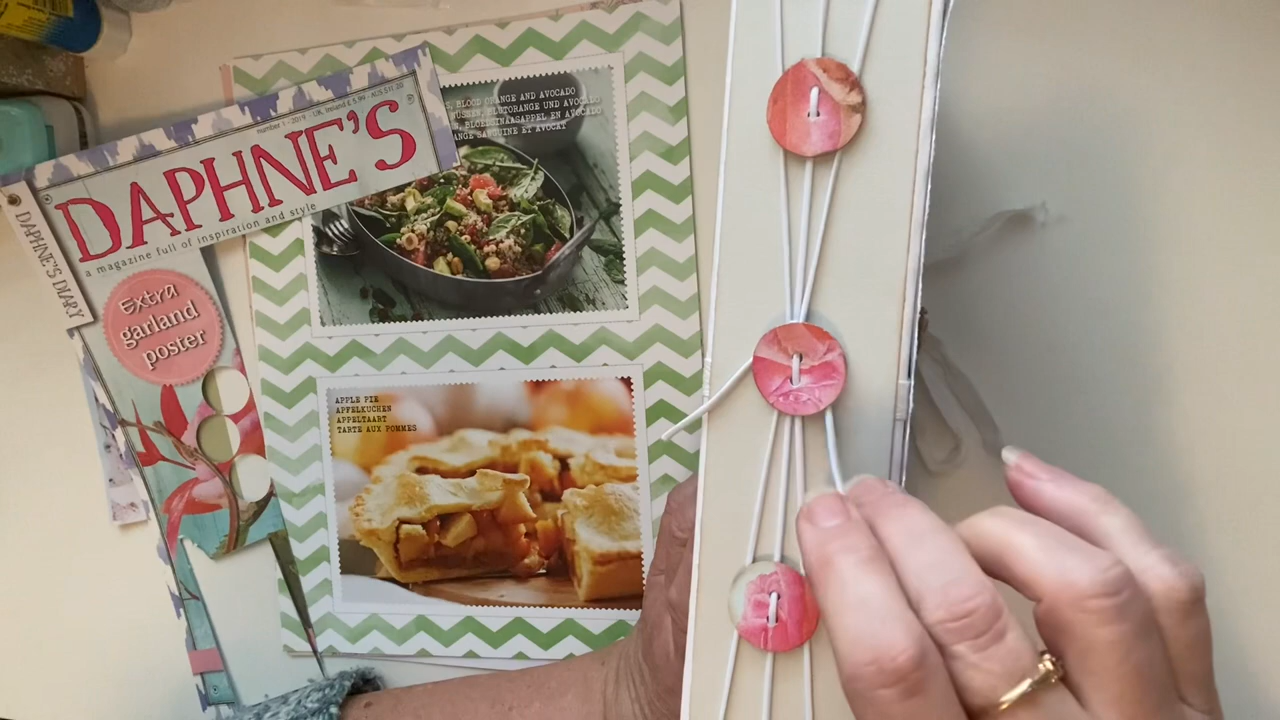 number 1 - 2019 - UK, Ireland £ 5.99 - AUS $11.20
DAPHNE'S
a magazine full of inspiration and style
DAPHNE'S DIARY
Extra
garland
poster
BLOOD ORANGE AND AVOCADO
BLUTORANGE UND AVOCADO
BLOEDSINAASAPPEL EN AVOCADO
SANGUINE ET AVOCAT
APPLE PIE
APFELKUCHEN
APPELTAART
TARTE AUX POMMES